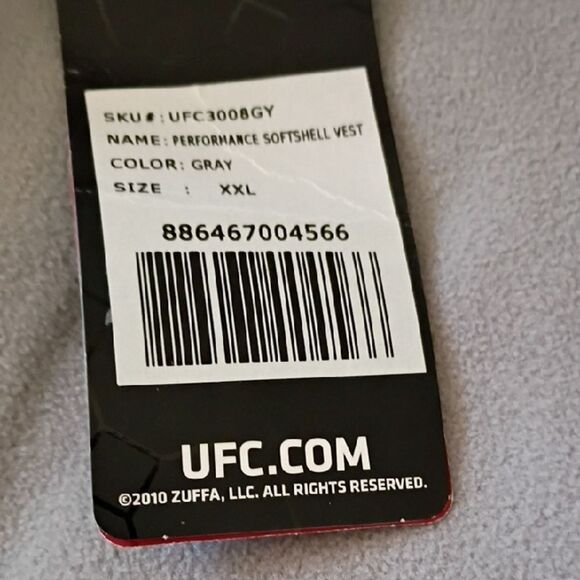 SKU # : UFC3008GY
NAME : PERFORMANCE SOFTSHELL VEST
COLOR: GRAY
SIZE : XXL
886467004566
UFC.COM
©2010 ZUFFA, LLC. ALL RIGHTS RESERVED.